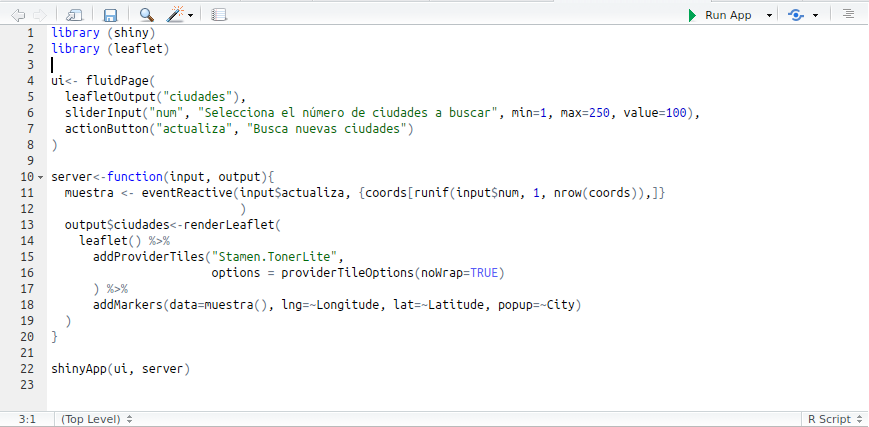 Run App
1 library (shiny)
2 library (leaflet)
3
4 ui<- fluidPage(
5   leafletOutput("ciudades"),
6   sliderInput("num", "Selecciona el número de ciudades a buscar", min=1, max=250, value=100),
7   actionButton("actualiza", "Busca nuevas ciudades")
8 )
9
10 server<-function(input, output){
11   muestra <- eventReactive(input$actualiza, {coords[runif(input$num, 1, nrow(coords)),]}
12                            )
13   output$ciudades<-renderLeaflet(
14     leaflet() %>%
15       addProviderTiles("Stamen.TonerLite",
16                        options = providerTileOptions(noWrap=TRUE)
17       ) %>%
18       addMarkers(data=muestra(), lng=~Longitude, lat=~Latitude, popup=~City)
19   )
20 }
21
22 shinyApp(ui, server)
23
3:1 (Top Level) R Script